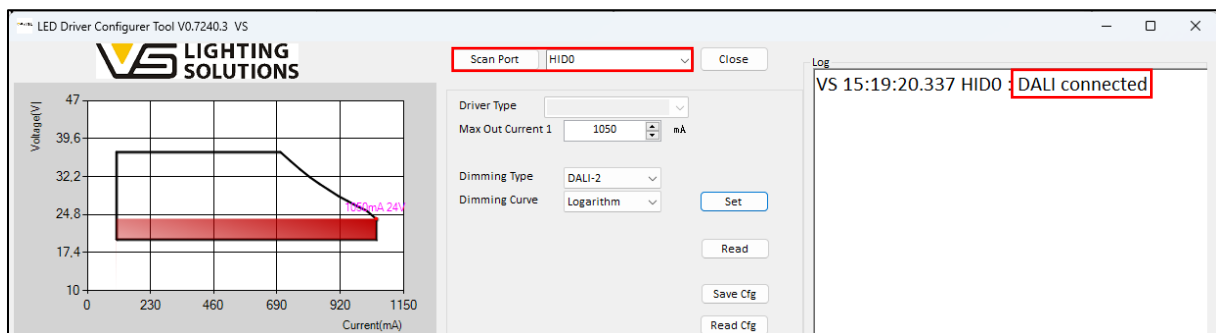 LED Driver Configurer Tool V0.7240.3 VS
VS LIGHTING
SOLUTIONS
Scan Port HID0 Close
Log
VS 15:19:20.337 HID0 : DALI connected
Voltage[V]
47
39,6
32,2
24,8
17,4
10
0 230 460 690 920 1150
Current(mA)
1050mA 24V
Driver Type
Max Out Current 1 1050 mA
Dimming Type DALI-2
Dimming Curve Logarithm Set
Read
Save Cfg
Read Cfg